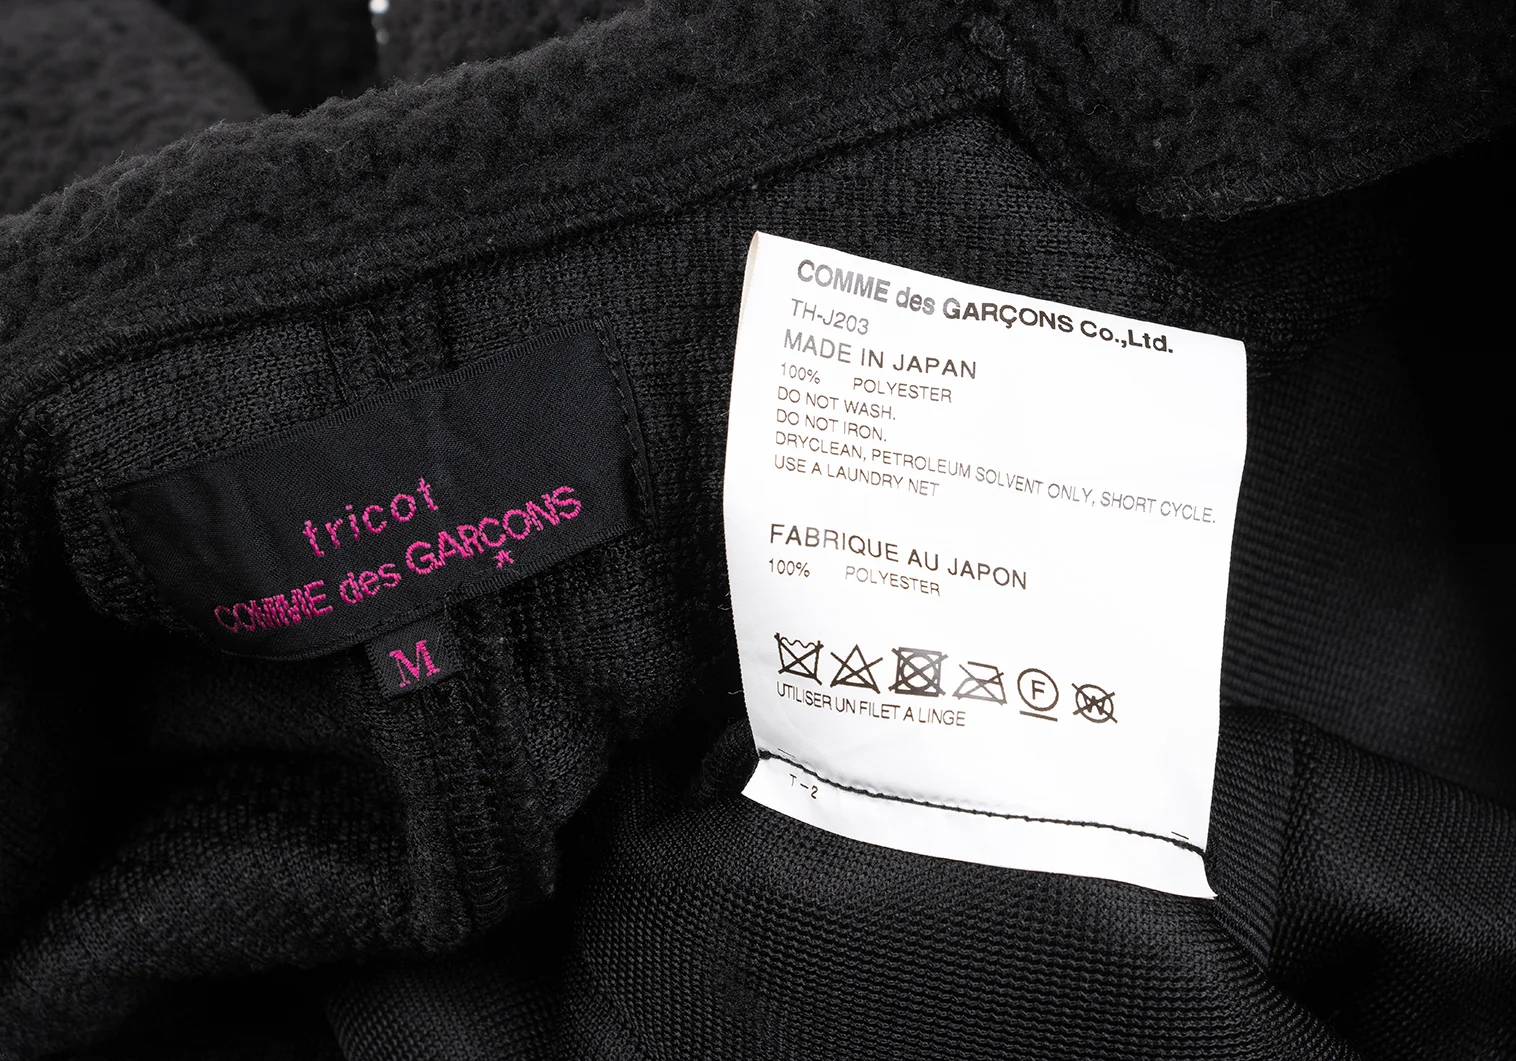 tricot
COMME des GARÇONS
M
COMME des GARÇONS Co.,Ltd.
TH-J203
MADE IN JAPAN
100% POLYESTER
DO NOT WASH.
DO NOT IRON.
DRYCLEAN, PETROLEUM SOLVENT ONLY, SHORT CYCLE.
USE A LAUNDRY NET
FABRIQUE AU JAPON
100% POLYESTER
F W
UTILISER UN FILET A LINGE
T-2